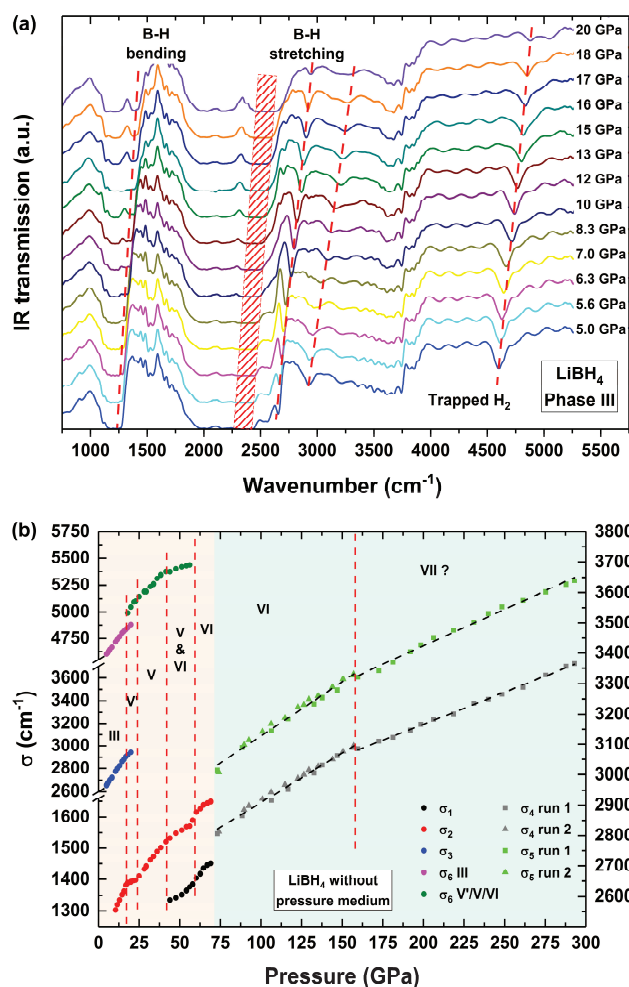 (a)
B-H
bending
B-H
stretching
20 GPa
18 GPa
17 GPa
16 GPa
15 GPa
13 GPa
12 GPa
10 GPa
8.3 GPa
7.0 GPa
6.3 GPa
5.6 GPa
5.0 GPa
IR transmission (a.u.)
Trapped H₂
LiBH₄
Phase III
1000 1500 2000 2500 3000 3500 4000 4500 5000 5500
Wavenumber (cm⁻¹)
(b)
5750
5500
5250
5000
4750
3600
3400
3200
3000
2800
2600
1600
1500
1400
1300
σ (cm⁻¹)
III
V'
V
V
&
VI
VI
VI
VII ?
3800
3700
3600
3500
3400
3300
3200
3100
3000
2900
2800
2700
2600
σ₁
σ₂
σ₃
σ₆ III
σ₆ V'/V/VI
σ₄ run 1
σ₄ run 2
σ₅ run 1
σ₅ run 2
LiBH₄ without
pressure medium
0 25 50 75 100 125 150 175 200 225 250 275 300
Pressure (GPa)